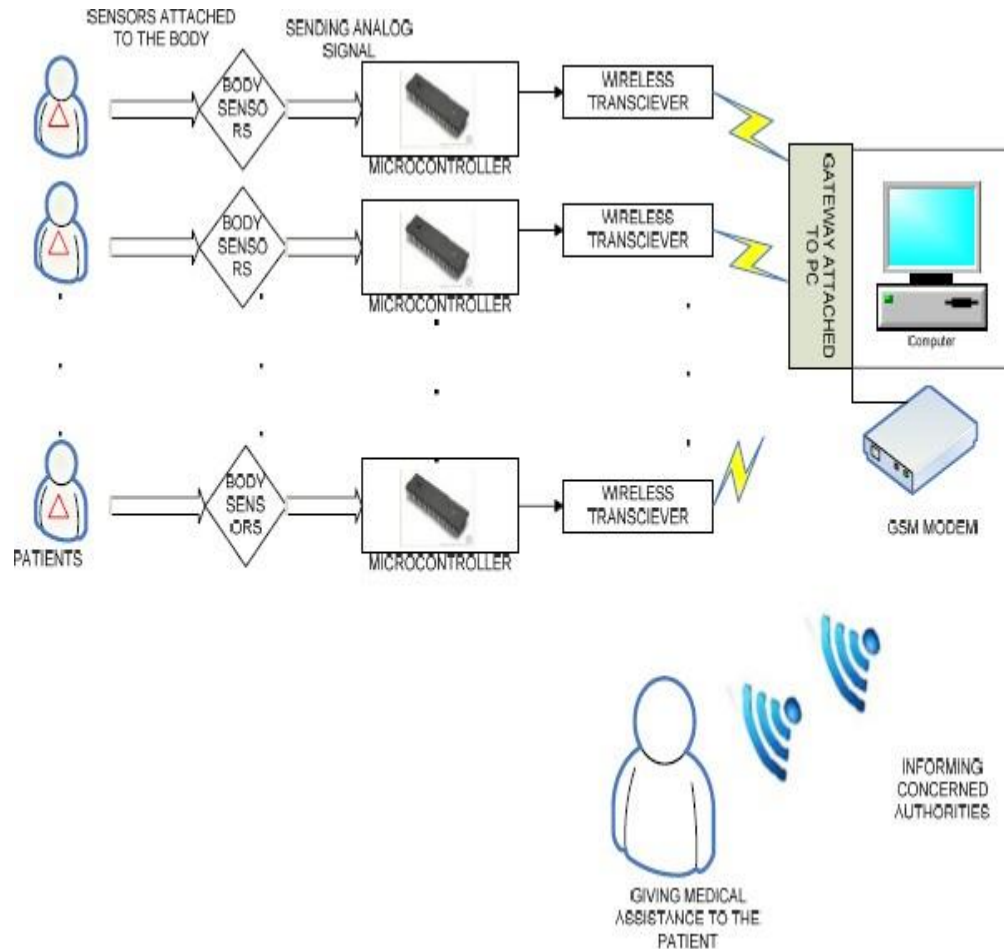 SENSORS ATTACHED
TO THE BODY
SENDING ANALOG
SIGNAL
BODY
SENSO
RS
MICROCONTROLLER
WIRELESS
TRANSCIEVER
GATEWAY ATTACHED
TO PC
Computer
BODY
SENSO
RS
MICROCONTROLLER
WIRELESS
TRANSCIEVER
BODY
SENS
ORS
MICROCONTROLLER
WIRELESS
TRANSCIEVER
PATIENTS
GSM MODEM
INFORMING
CONCERNED
AUTHORITIES
GIVING MEDICAL
ASSISTANCE TO THE
PATIENT